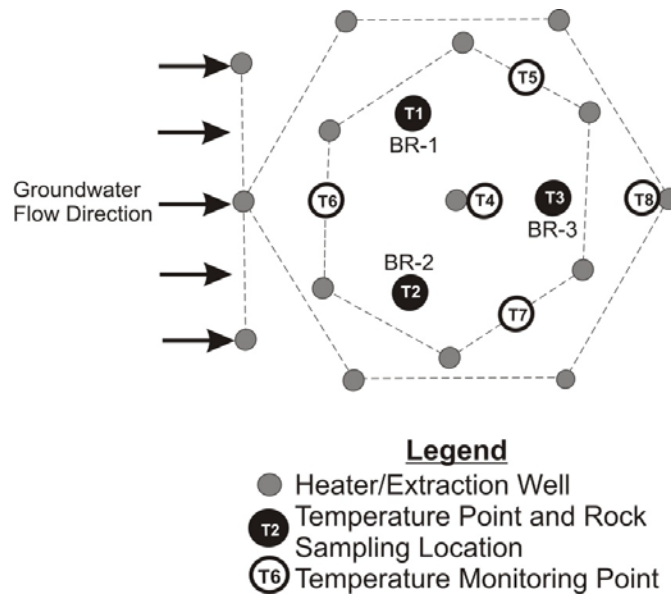 T5
T1
BR-1
Groundwater
Flow Direction
T6
T4
T3
T8
BR-3
BR-2
T2
T7
Legend
Heater/Extraction Well
T2
Temperature Point and Rock
Sampling Location
T6
Temperature Monitoring Point